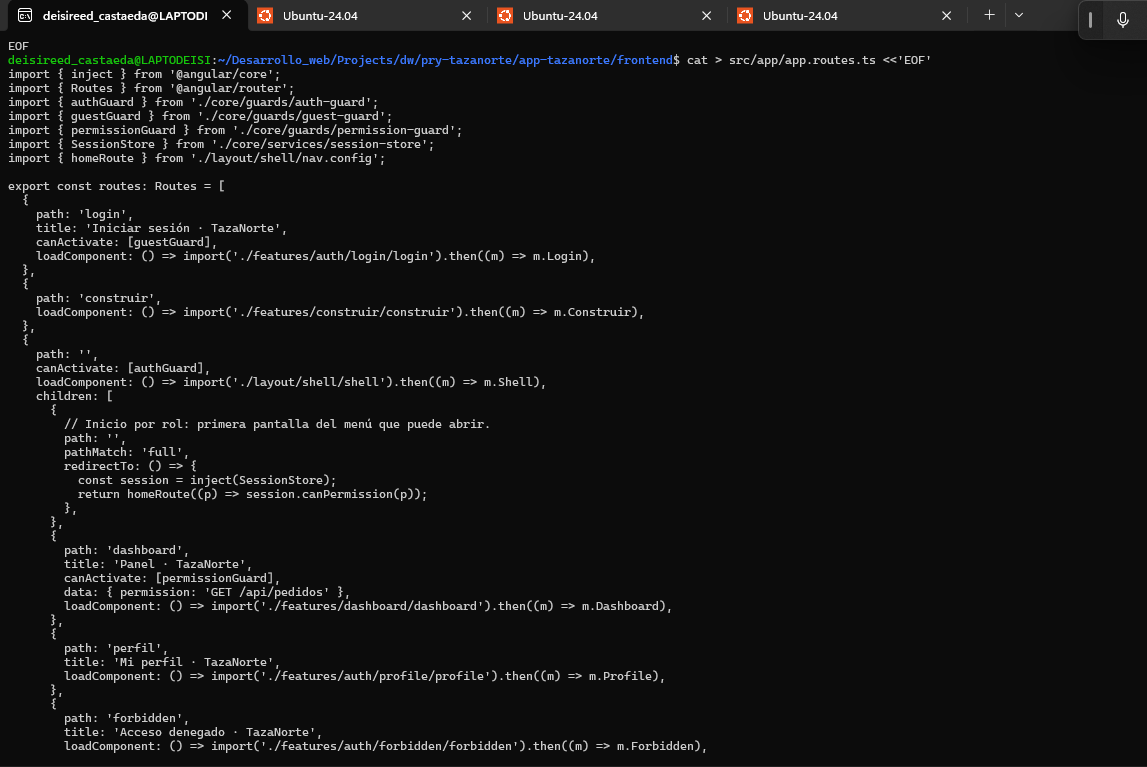 deisireed_castaeda@LAPTODI
Ubuntu-24.04
Ubuntu-24.04
Ubuntu-24.04
EOF
deisireed_castaeda@LAPTODEISI:~/Desarrollo_web/Projects/dw/pry-tazanorte/app-tazanorte/frontend$ cat > src/app/app.routes.ts <<'EOF'
import { inject } from '@angular/core';
import { Routes } from '@angular/router';
import { authGuard } from './core/guards/auth-guard';
import { guestGuard } from './core/guards/guest-guard';
import { permissionGuard } from './core/guards/permission-guard';
import { SessionStore } from './core/services/session-store';
import { homeRoute } from './layout/shell/nav.config';

export const routes: Routes = [
  {
    path: 'login',
    title: 'Iniciar sesión · TazaNorte',
    canActivate: [guestGuard],
    loadComponent: () => import('./features/auth/login/login').then((m) => m.Login),
  },
  {
    path: 'construir',
    loadComponent: () => import('./features/construir/construir').then((m) => m.Construir),
  },
  {
    path: '',
    canActivate: [authGuard],
    loadComponent: () => import('./layout/shell/shell').then((m) => m.Shell),
    children: [
      {
        // Inicio por rol: primera pantalla del menú que puede abrir.
        path: '',
        pathMatch: 'full',
        redirectTo: () => {
          const session = inject(SessionStore);
          return homeRoute((p) => session.canPermission(p));
        },
      },
      {
        path: 'dashboard',
        title: 'Panel · TazaNorte',
        canActivate: [permissionGuard],
        data: { permission: 'GET /api/pedidos' },
        loadComponent: () => import('./features/dashboard/dashboard').then((m) => m.Dashboard),
      },
      {
        path: 'perfil',
        title: 'Mi perfil · TazaNorte',
        loadComponent: () => import('./features/auth/profile/profile').then((m) => m.Profile),
      },
      {
        path: 'forbidden',
        title: 'Acceso denegado · TazaNorte',
        loadComponent: () => import('./features/auth/forbidden/forbidden').then((m) => m.Forbidden),